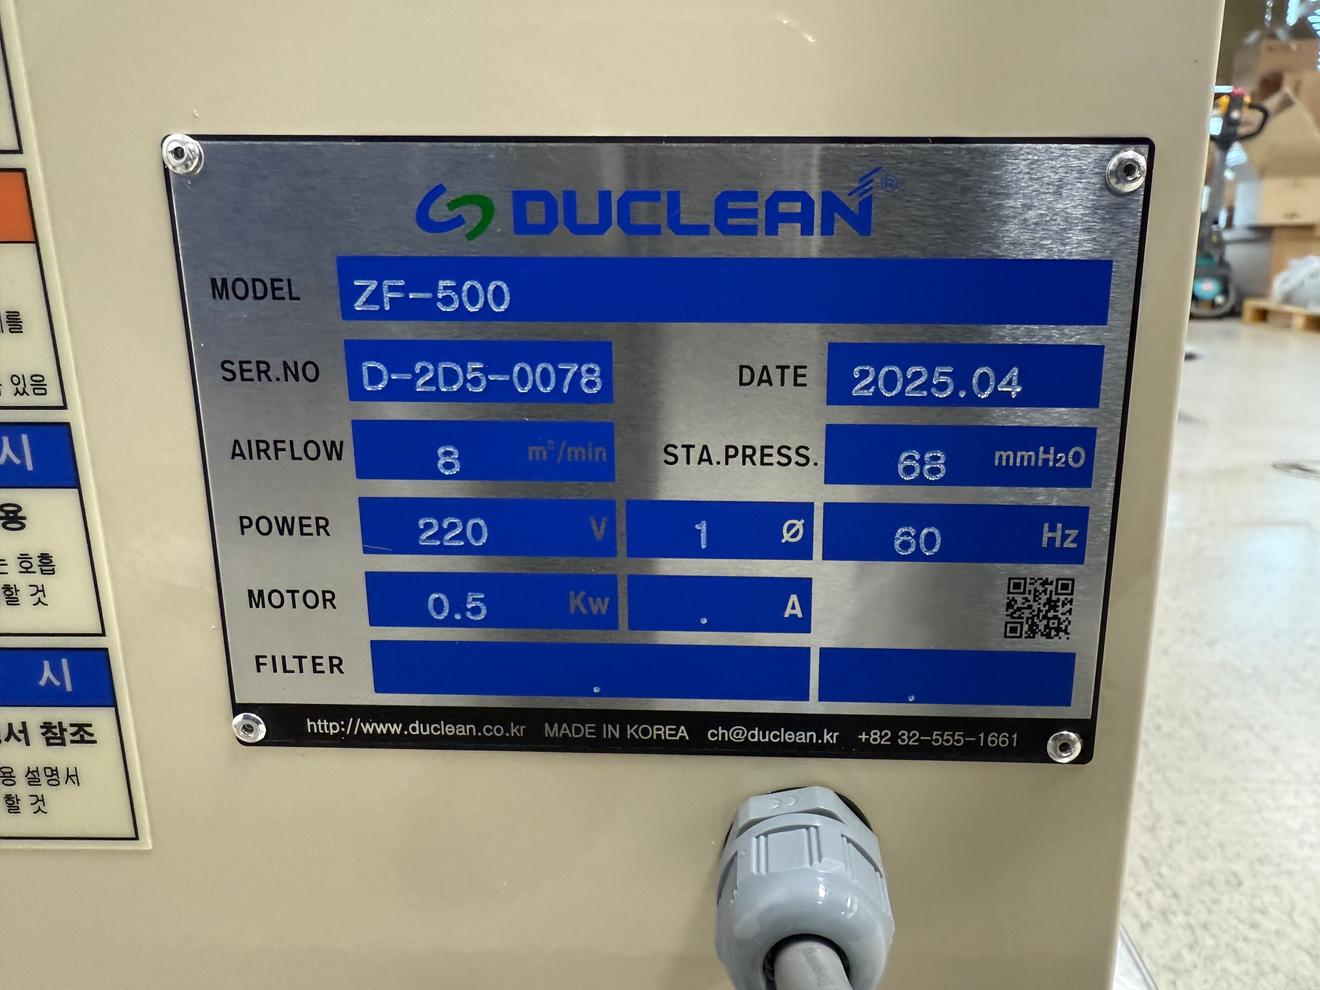 DUCLEAN®
MODEL ZF-500
SER.NO D-2D5-0078 DATE 2025.04
AIRFLOW 8 m³/min STA.PRESS. 68 mmH₂O
POWER 220 V 1 Ø 60 Hz
MOTOR 0.5 Kw . A
FILTER . .
http://www.duclean.co.kr MADE IN KOREA ch@duclean.kr +82 32-555-1661
있음
시
용
호흡
할 것
시
참조
용 설명서
할 것